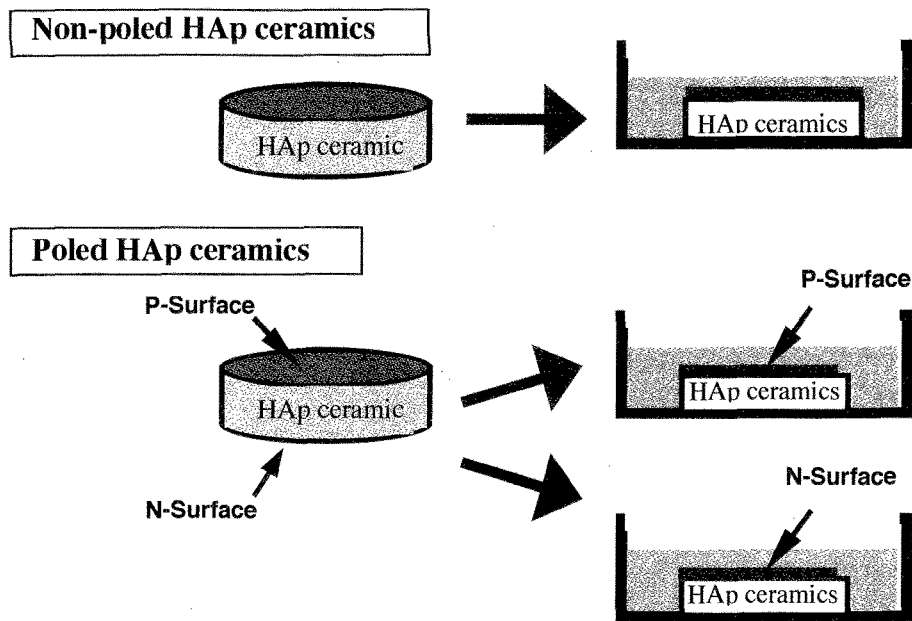 Non-poled HAp ceramics
HAp ceramic
HAp ceramics
Poled HAp ceramics
P-Surface
HAp ceramic
N-Surface
P-Surface
HAp ceramics
N-Surface
HAp ceramics